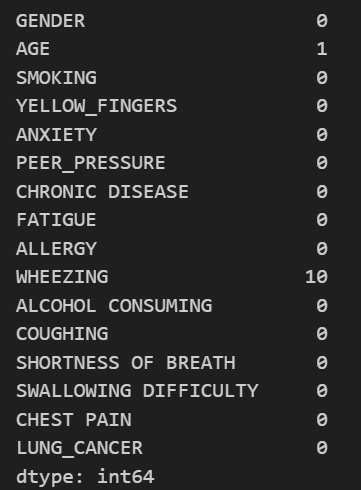 GENDER 0
AGE 1
SMOKING 0
YELLOW_FINGERS 0
ANXIETY 0
PEER_PRESSURE 0
CHRONIC DISEASE 0
FATIGUE 0
ALLERGY 0
WHEEZING 10
ALCOHOL CONSUMING 0
COUGHING 0
SHORTNESS OF BREATH 0
SWALLOWING DIFFICULTY 0
CHEST PAIN 0
LUNG_CANCER 0
dtype: int64